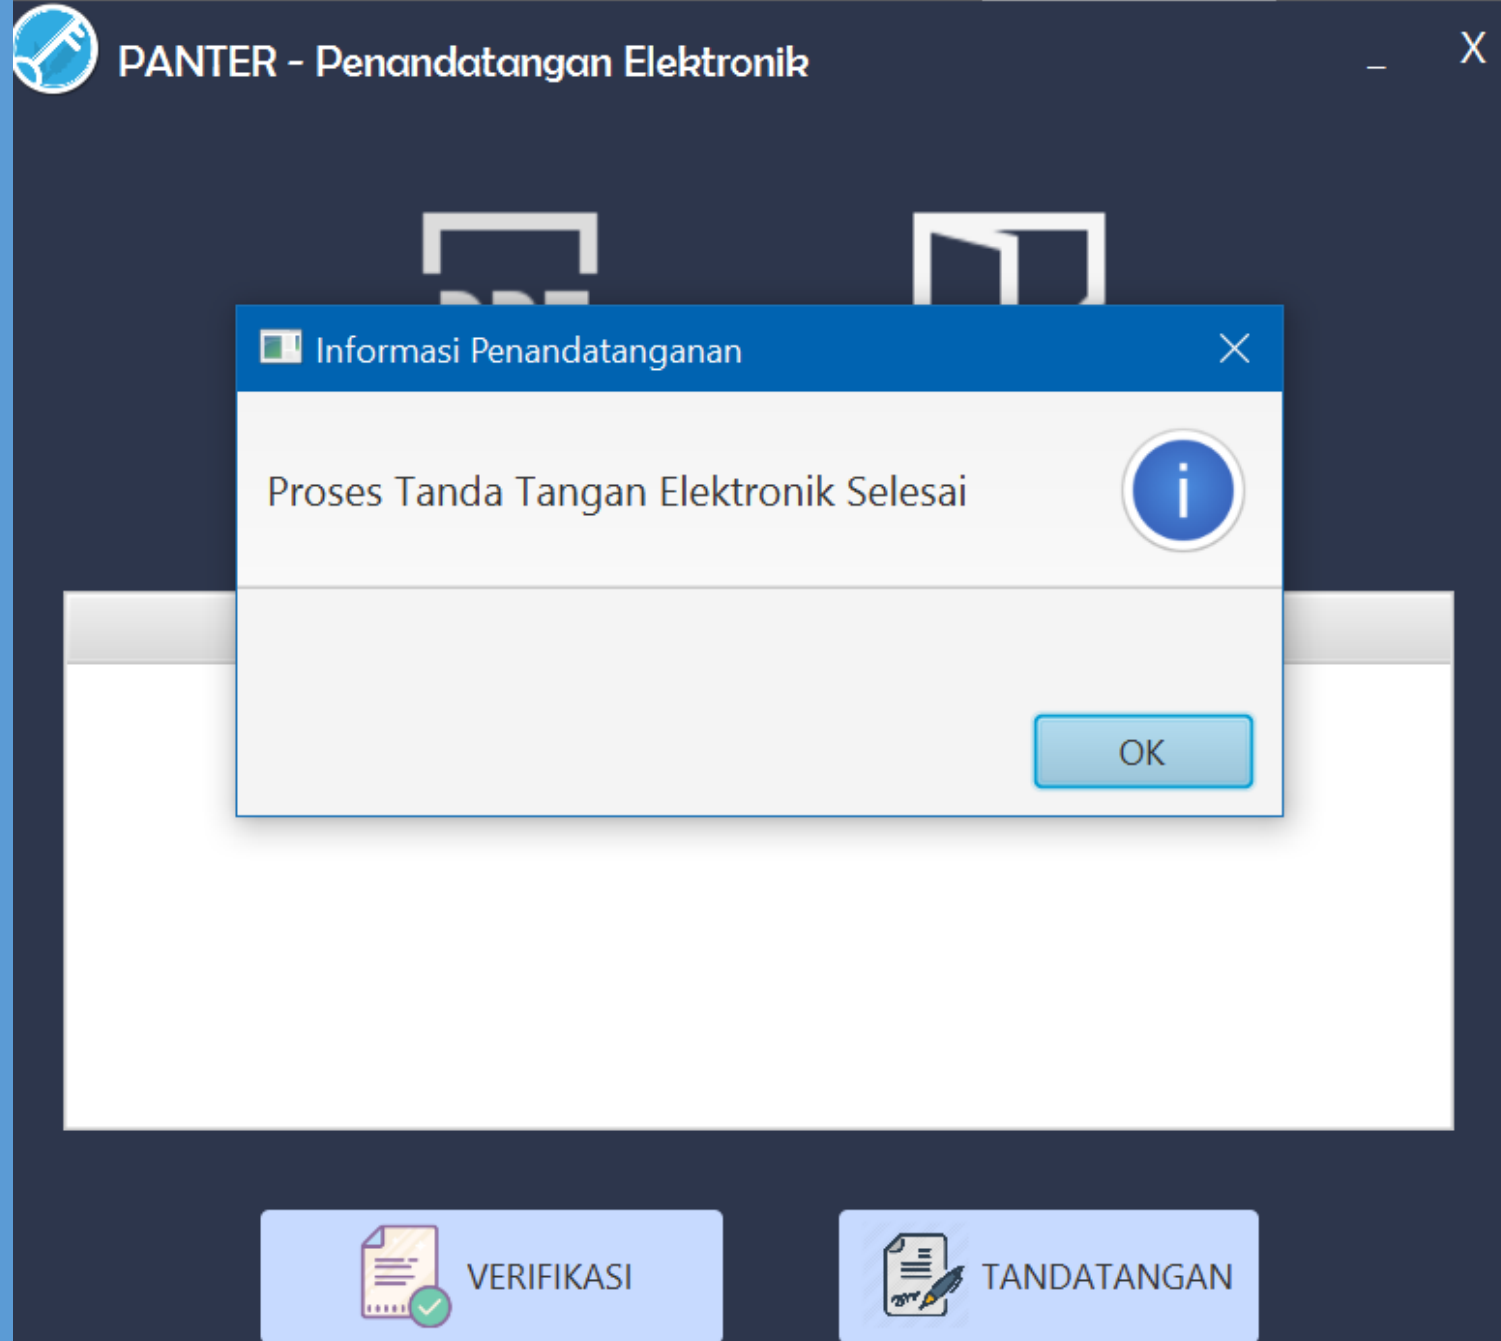 PANTER - Penandatangan Elektronik
_ X
Informasi Penandatanganan
Proses Tanda Tangan Elektronik Selesai
i
OK
VERIFIKASI
TANDATANGAN